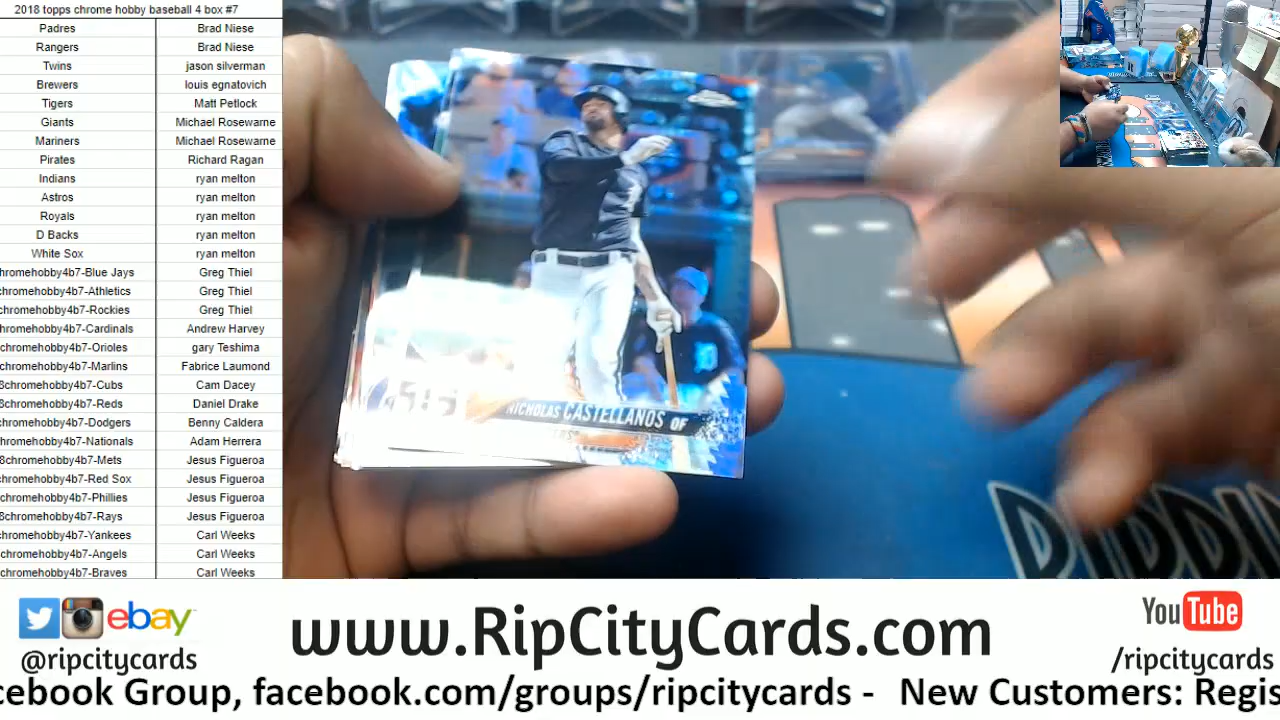 2018 topps chrome hobby baseball 4 box #7
Padres Brad Niese
Rangers Brad Niese
Twins jason silverman
Brewers louis egnatovich
Tigers Matt Petlock
Giants Michael Rosewarne
Mariners Michael Rosewarne
Pirates Richard Ragan
Indians ryan melton
Astros ryan melton
Royals ryan melton
D Backs ryan melton
White Sox ryan melton
hromehobby4b7-Blue Jays Greg Thiel
chromehobby4b7-Athletics Greg Thiel
hromehobby4b7-Rockies Greg Thiel
hromehobby4b7-Cardinals Andrew Harvey
chromehobby4b7-Orioles gary Teshima
chromehobby4b7-Marlins Fabrice Laumond
8chromehobby4b7-Cubs Cam Dacey
8chromehobby4b7-Reds Daniel Drake
chromehobby4b7-Dodgers Benny Caldera
chromehobby4b7-Nationals Adam Herrera
8chromehobby4b7-Mets Jesus Figueroa
chromehobby4b7-Red Sox Jesus Figueroa
chromehobby4b7-Phillies Jesus Figueroa
8chromehobby4b7-Rays Jesus Figueroa
chromehobby4b7-Yankees Carl Weeks
chromehobby4b7-Angels Carl Weeks
chromehobby4b7-Braves Carl Weeks
NICHOLAS CASTELLANOS OF
D
ebay
@ripcitycards
www.RipCityCards.com
YouTube
/ripcitycards
cebook Group, facebook.com/groups/ripcitycards - New Customers: Regis